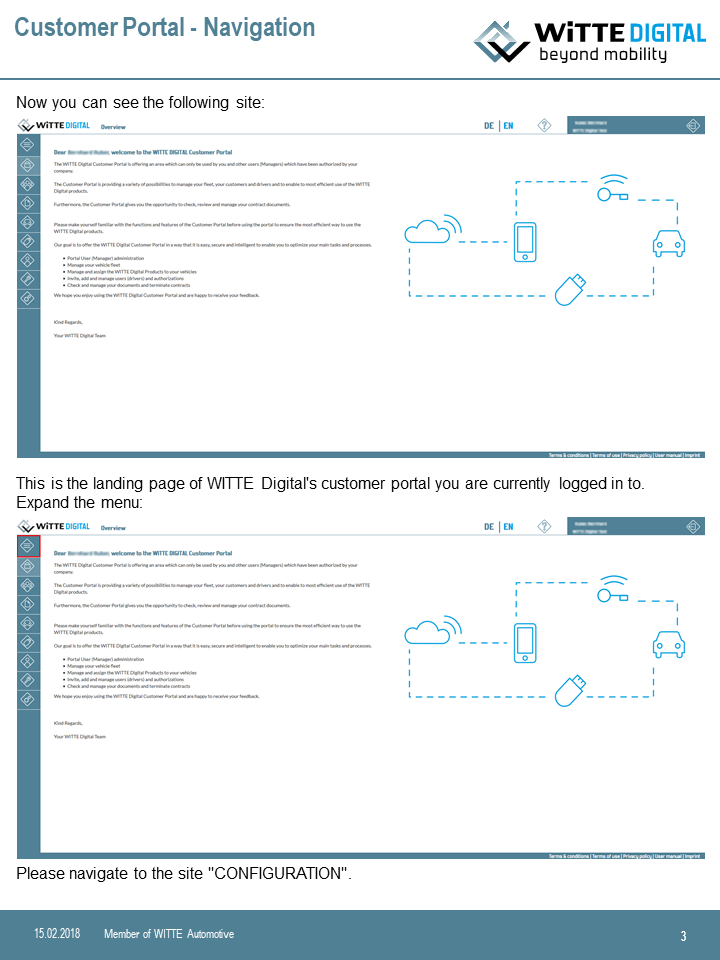 Customer Portal - Navigation
WiTTE DIGITAL
beyond mobility
Now you can see the following site:
WiTTE DIGITAL Overview DE | EN ?
Dear welcome to the WITTE DIGITAL Customer Portal
The WITTE Digital Customer Portal is offering an area which can only be used by you and other users (Managers) which have been authorized by your
company.
The Customer Portal is providing a variety of possibilities to manage your fleet, your customers and drivers and to enable to most efficient use of the WITTE
Digital products.
Furthermore, the Customer Portal gives you the opportunity to check, review and manage your contract documents.
Please make yourself familiar with the functions and features of the Customer Portal before using the portal to ensure the most efficient way to use the
WITTE Digital products.
Our goal is to offer the WITTE Digital Customer Portal in a way that it is easy, secure and intelligent to enable you to optimize your main tasks and processes.
• Portal User (Manager) administration
• Manage your vehicle fleet
• Manage and assign the WITTE Digital Products to your vehicles
• Invite, add and manage users (drivers) and authorizations
• Check and manage your documents and terminate contracts
We hope you enjoy using the WITTE Digital Customer Portal and are happy to receive your feedback.
Kind Regards,
Your WITTE Digital Team
Terms & conditions | Terms of use | Privacy policy | User manual | Imprint
This is the landing page of WITTE Digital's customer portal you are currently logged in to.
Expand the menu:
WiTTE DIGITAL Overview DE | EN ?
Dear welcome to the WITTE DIGITAL Customer Portal
The WITTE Digital Customer Portal is offering an area which can only be used by you and other users (Managers) which have been authorized by your
company.
The Customer Portal is providing a variety of possibilities to manage your fleet, your customers and drivers and to enable to most efficient use of the WITTE
Digital products.
Furthermore, the Customer Portal gives you the opportunity to check, review and manage your contract documents.
Please make yourself familiar with the functions and features of the Customer Portal before using the portal to ensure the most efficient way to use the
WITTE Digital products.
Our goal is to offer the WITTE Digital Customer Portal in a way that it is easy, secure and intelligent to enable you to optimize your main tasks and processes.
• Portal User (Manager) administration
• Manage your vehicle fleet
• Manage and assign the WITTE Digital Products to your vehicles
• Invite, add and manage users (drivers) and authorizations
• Check and manage your documents and terminate contracts
We hope you enjoy using the WITTE Digital Customer Portal and are happy to receive your feedback.
Kind Regards,
Your WITTE Digital Team
Terms & conditions | Terms of use | Privacy policy | User manual | Imprint
Please navigate to the site "CONFIGURATION".
15.02.2018 Member of WITTE Automotive 3